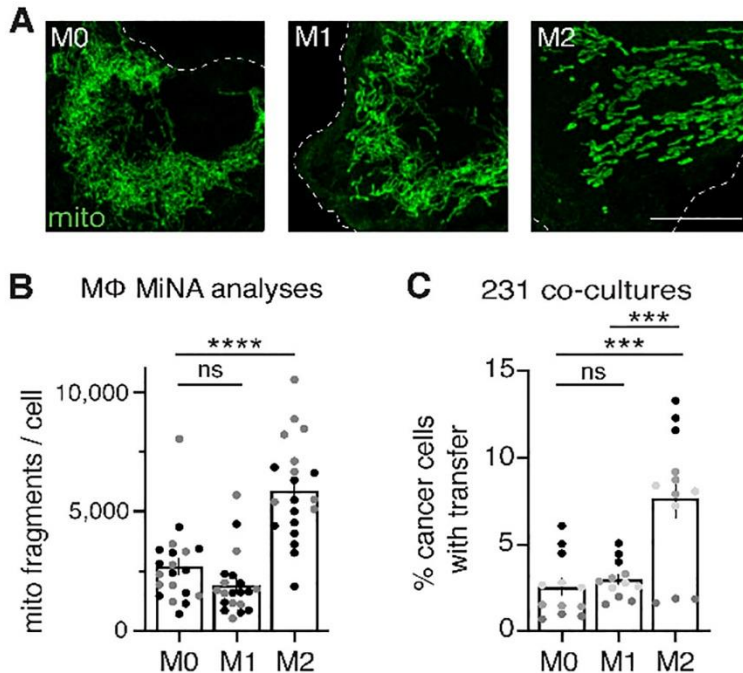 A
M0
M1
M2
mito
B MΦ MiNA analyses
****
ns
mito fragments / cell
10,000
5,000
0
M0 M1 M2
C 231 co-cultures
***
***
ns
% cancer cells
with transfer
15
10
5
0
M0 M1 M2